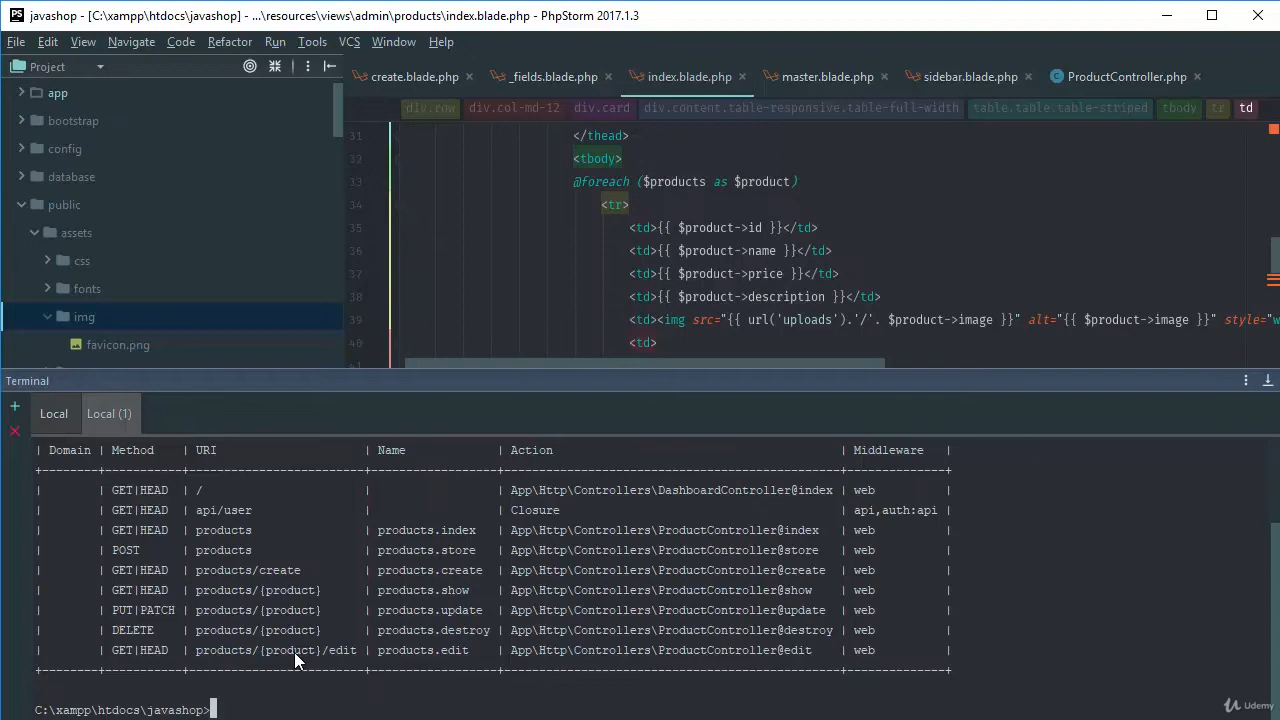 javashop - [C:\xampp\htdocs\javashop] - ...\resources\views\admin\products\index.blade.php - PhpStorm 2017.1.3
File Edit View Navigate Code Refactor Run Tools VCS Window Help
Project
create.blade.php _fields.blade.php index.blade.php master.blade.php sidebar.blade.php ProductController.php
div.row div.col-md-12 div.card div.content.table-responsive.table-full-width table.table.table-striped tbody tr td
app
bootstrap
config
database
public
assets
css
fonts
img
favicon.png
31 </thead>
32 <tbody>
33 @foreach ($products as $product)
34 <tr>
35 <td>{{ $product->id }}</td>
36 <td>{{ $product->name }}</td>
37 <td>{{ $product->price }}</td>
38 <td>{{ $product->description }}</td>
39 <td><img src="{{ url('uploads').'/'. $product->image }}" alt="{{ $product->image }}" style="w
40 <td>
Terminal
Local Local (1)
| Domain | Method | URI | Name | Action | Middleware |
+--------+-----------+-------------------------+------------------+------------------------------------------------+--------------+
| | GET|HEAD | / | | App\Http\Controllers\DashboardController@index | web |
| | GET|HEAD | api/user | | Closure | api,auth:api |
| | GET|HEAD | products | products.index | App\Http\Controllers\ProductController@index | web |
| | POST | products | products.store | App\Http\Controllers\ProductController@store | web |
| | GET|HEAD | products/create | products.create | App\Http\Controllers\ProductController@create | web |
| | GET|HEAD | products/{product} | products.show | App\Http\Controllers\ProductController@show | web |
| | PUT|PATCH | products/{product} | products.update | App\Http\Controllers\ProductController@update | web |
| | DELETE | products/{product} | products.destroy | App\Http\Controllers\ProductController@destroy | web |
| | GET|HEAD | products/{product}/edit | products.edit | App\Http\Controllers\ProductController@edit | web |
+--------+-----------+-------------------------+------------------+------------------------------------------------+--------------+
C:\xampp\htdocs\javashop>
Udemy